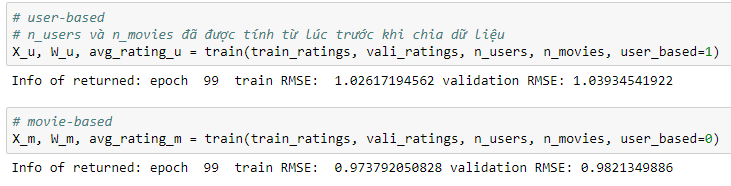 # user-based
# n_users và n_movies đã được tính từ lúc trước khi chia dữ liệu
X_u, W_u, avg_rating_u = train(train_ratings, vali_ratings, n_users, n_movies, user_based=1)
Info of returned: epoch  99  train RMSE:  1.02617194562 validation RMSE: 1.03934541922
# movie-based
X_m, W_m, avg_rating_m = train(train_ratings, vali_ratings, n_users, n_movies, user_based=0)
Info of returned: epoch  99  train RMSE:  0.973792050828 validation RMSE: 0.9821349886